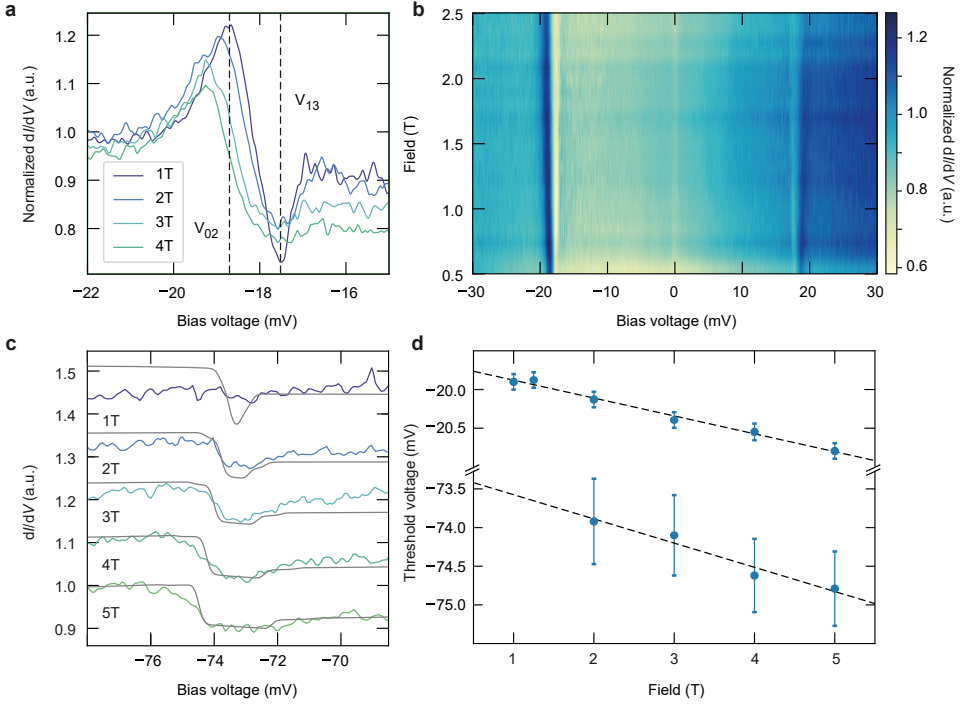 a
1.2
1.1
1.0
0.9
0.8
Normalized dI/dV (a.u.)
V13
V02
1T
2T
3T
4T
−22
−20
−18
−16
Bias voltage (mV)
b
2.5
2.0
1.5
1.0
0.5
Field (T)
−30
−20
−10
0
10
20
30
Bias voltage (mV)
1.2
1.0
0.8
0.6
Normalized dI/dV (a.u.)
c
1.5
1.4
1.3
1.2
1.1
1.0
0.9
dI/dV (a.u.)
1T
2T
3T
4T
5T
−76
−74
−72
−70
Bias voltage (mV)
d
−20.0
−20.5
−73.5
−74.0
−74.5
−75.0
Threshold voltage (mV)
1
2
3
4
5
Field (T)